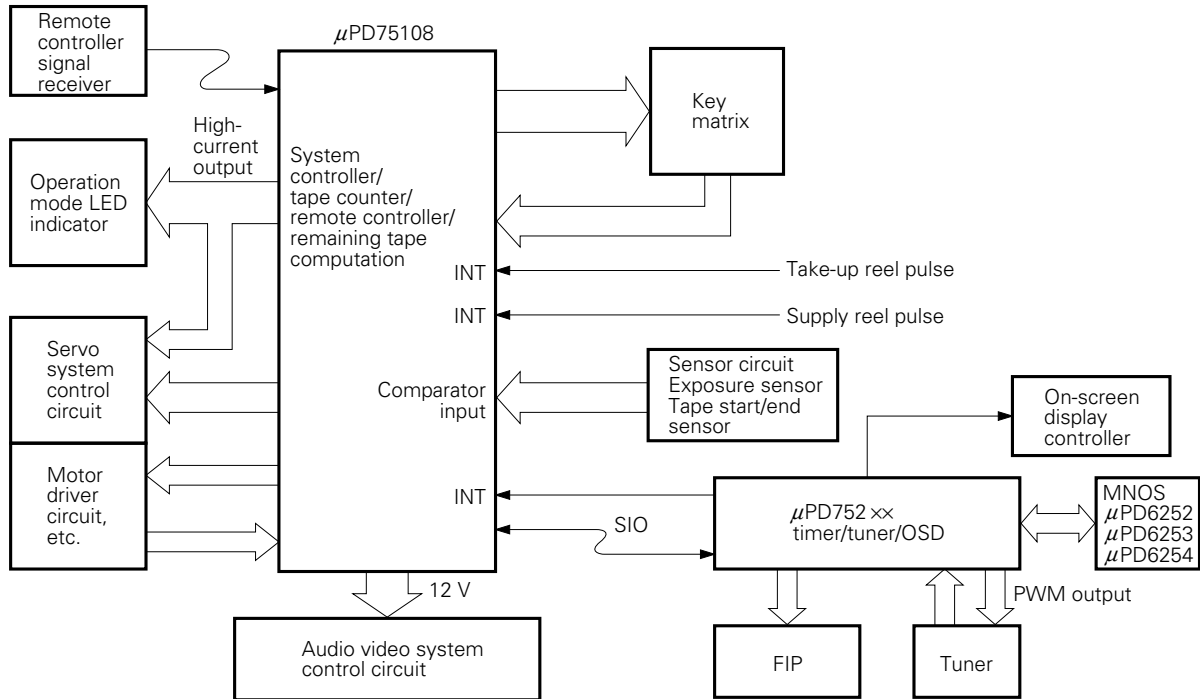 Remote
controller
signal
receiver
μPD75108
Key
matrix
High-
current
output
Operation
mode LED
indicator
System
controller/
tape counter/
remote controller/
remaining tape
computation
INT
Take-up reel pulse
INT
Supply reel pulse
Servo
system
control
circuit
Comparator
input
Sensor circuit
Exposure sensor
Tape start/end
sensor
On-screen
display
controller
Motor
driver
circuit,
etc.
INT
SIO
μPD752××
timer/tuner/OSD
MNOS
μPD6252
μPD6253
μPD6254
12 V
PWM output
Audio video system
control circuit
FIP
Tuner